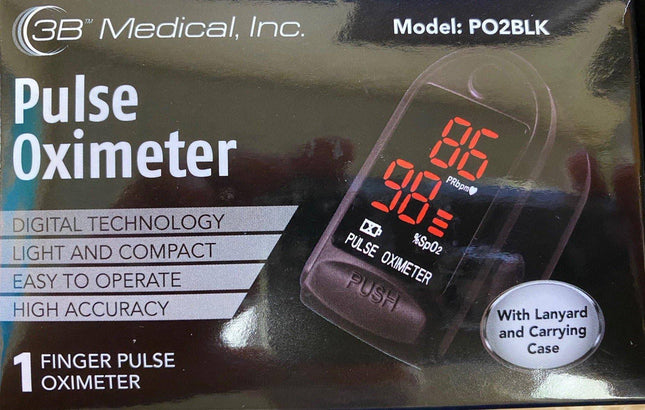 3B™ Medical, Inc.
Model: PO2BLK
Pulse
Oximeter
DIGITAL TECHNOLOGY
LIGHT AND COMPACT
EASY TO OPERATE
HIGH ACCURACY
1 FINGER PULSE
OXIMETER
86
PRbpm
98
%SpO2
PULSE OXIMETER
PUSH
With Lanyard
and Carrying
Case